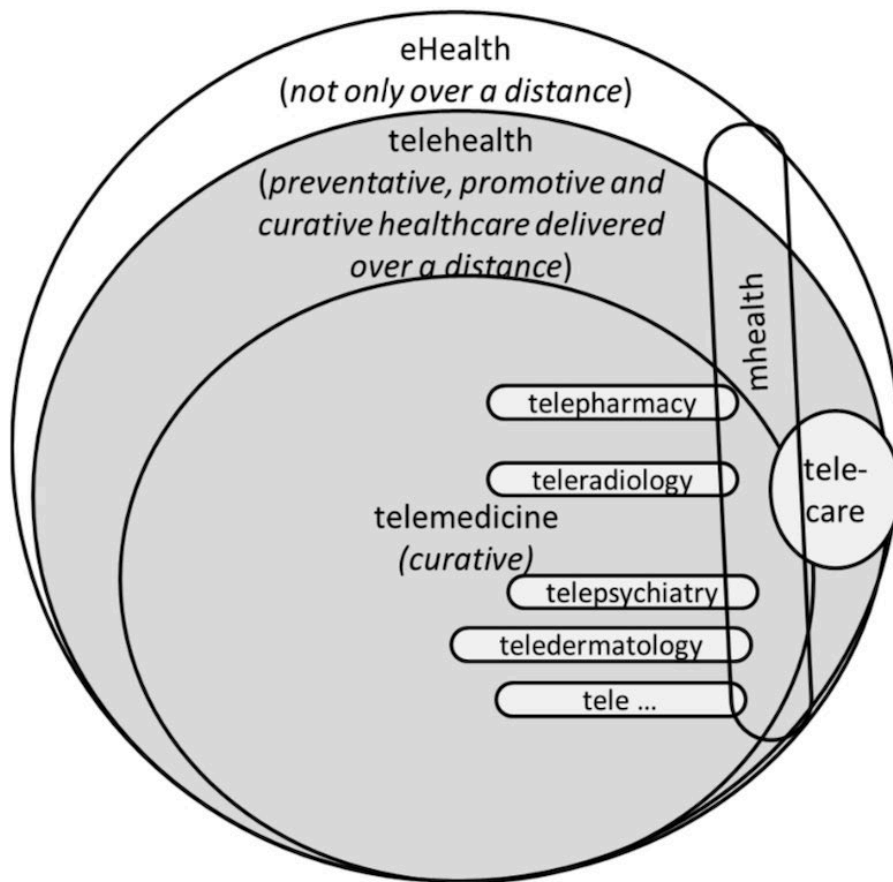 eHealth
(not only over a distance)
telehealth
(preventative, promotive and
curative healthcare delivered
over a distance)
mhealth
telepharmacy
tele-
care
teleradiology
telemedicine
(curative)
telepsychiatry
teledermatology
tele ...